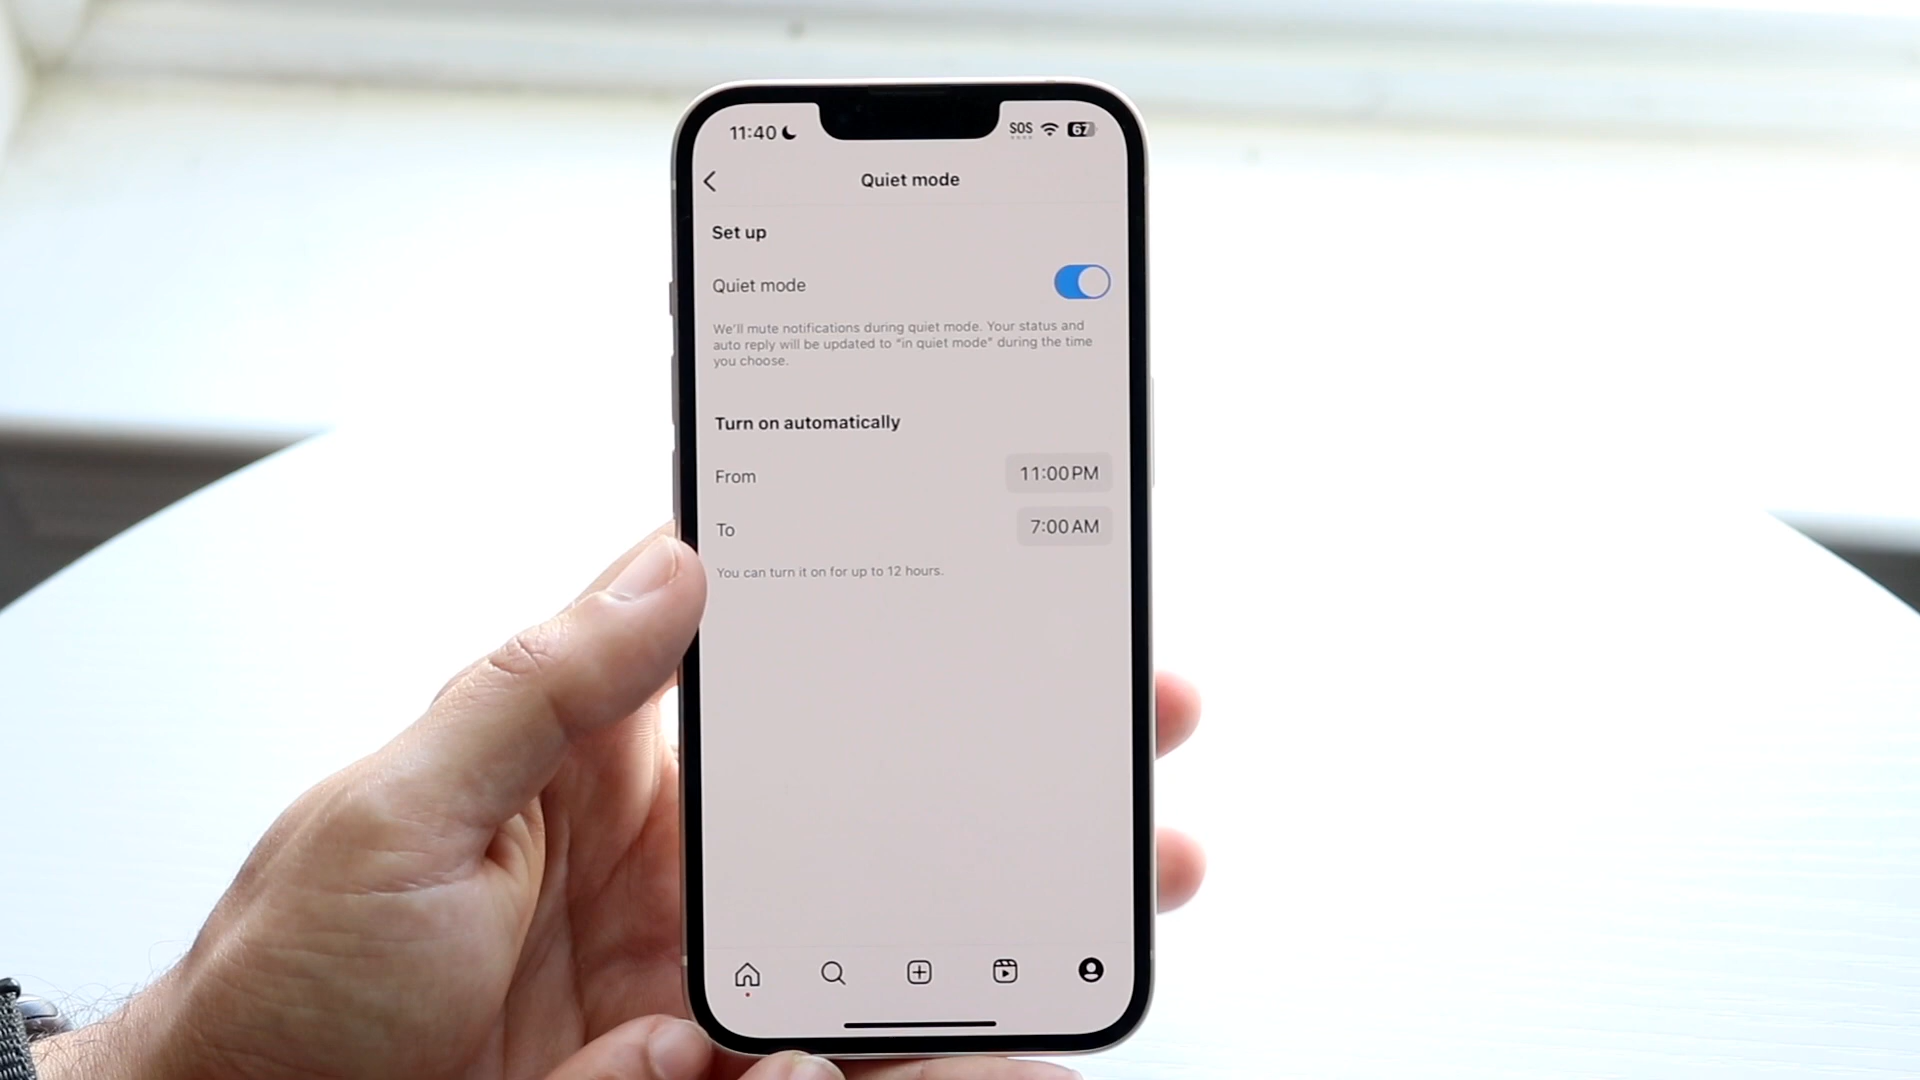 11:40
SOS
67
Quiet mode
Set up
Quiet mode
We'll mute notifications during quiet mode. Your status and
auto reply will be updated to "in quiet mode" during the time
you choose.
Turn on automatically
From
11:00 PM
To
7:00 AM
You can turn it on for up to 12 hours.